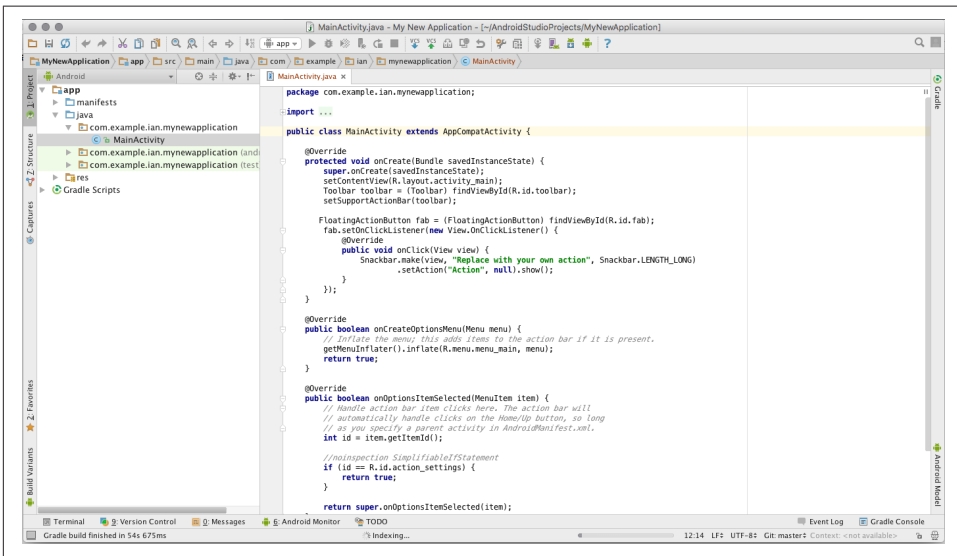 MainActivity.java - My New Application - [~/AndroidStudioProjects/MyNewApplication]
app
?
MyNewApplication app src main java com example ian mynewapplication MainActivity
Android
MainActivity.java
1: Project
Z: Structure
Captures
2: Favorites
Build Variants
app
manifests
java
com.example.ian.mynewapplication
MainActivity
com.example.ian.mynewapplication (andr
com.example.ian.mynewapplication (test
res
Gradle Scripts
package com.example.ian.mynewapplication;
import ...
public class MainActivity extends AppCompatActivity {
@Override
protected void onCreate(Bundle savedInstanceState) {
super.onCreate(savedInstanceState);
setContentView(R.layout.activity_main);
Toolbar toolbar = (Toolbar) findViewById(R.id.toolbar);
setSupportActionBar(toolbar);
FloatingActionButton fab = (FloatingActionButton) findViewById(R.id.fab);
fab.setOnClickListener(new View.OnClickListener() {
@Override
public void onClick(View view) {
Snackbar.make(view, "Replace with your own action", Snackbar.LENGTH_LONG)
.setAction("Action", null).show();
}
});
}
@Override
public boolean onCreateOptionsMenu(Menu menu) {
// Inflate the menu; this adds items to the action bar if it is present.
getMenuInflater().inflate(R.menu.menu_main, menu);
return true;
}
@Override
public boolean onOptionsItemSelected(MenuItem item) {
// Handle action bar item clicks here. The action bar will
// automatically handle clicks on the Home/Up button, so long
// as you specify a parent activity in AndroidManifest.xml.
int id = item.getItemId();
//noinspection SimplifiableIfStatement
if (id == R.id.action_settings) {
return true;
}
return super.onOptionsItemSelected(item);
Gradle
Android Model
Terminal 9: Version Control 0: Messages 6: Android Monitor TODO Event Log Gradle Console
Gradle build finished in 54s 675ms Indexing... 12:14 LF UTF-8 Git: master Context: <not available>